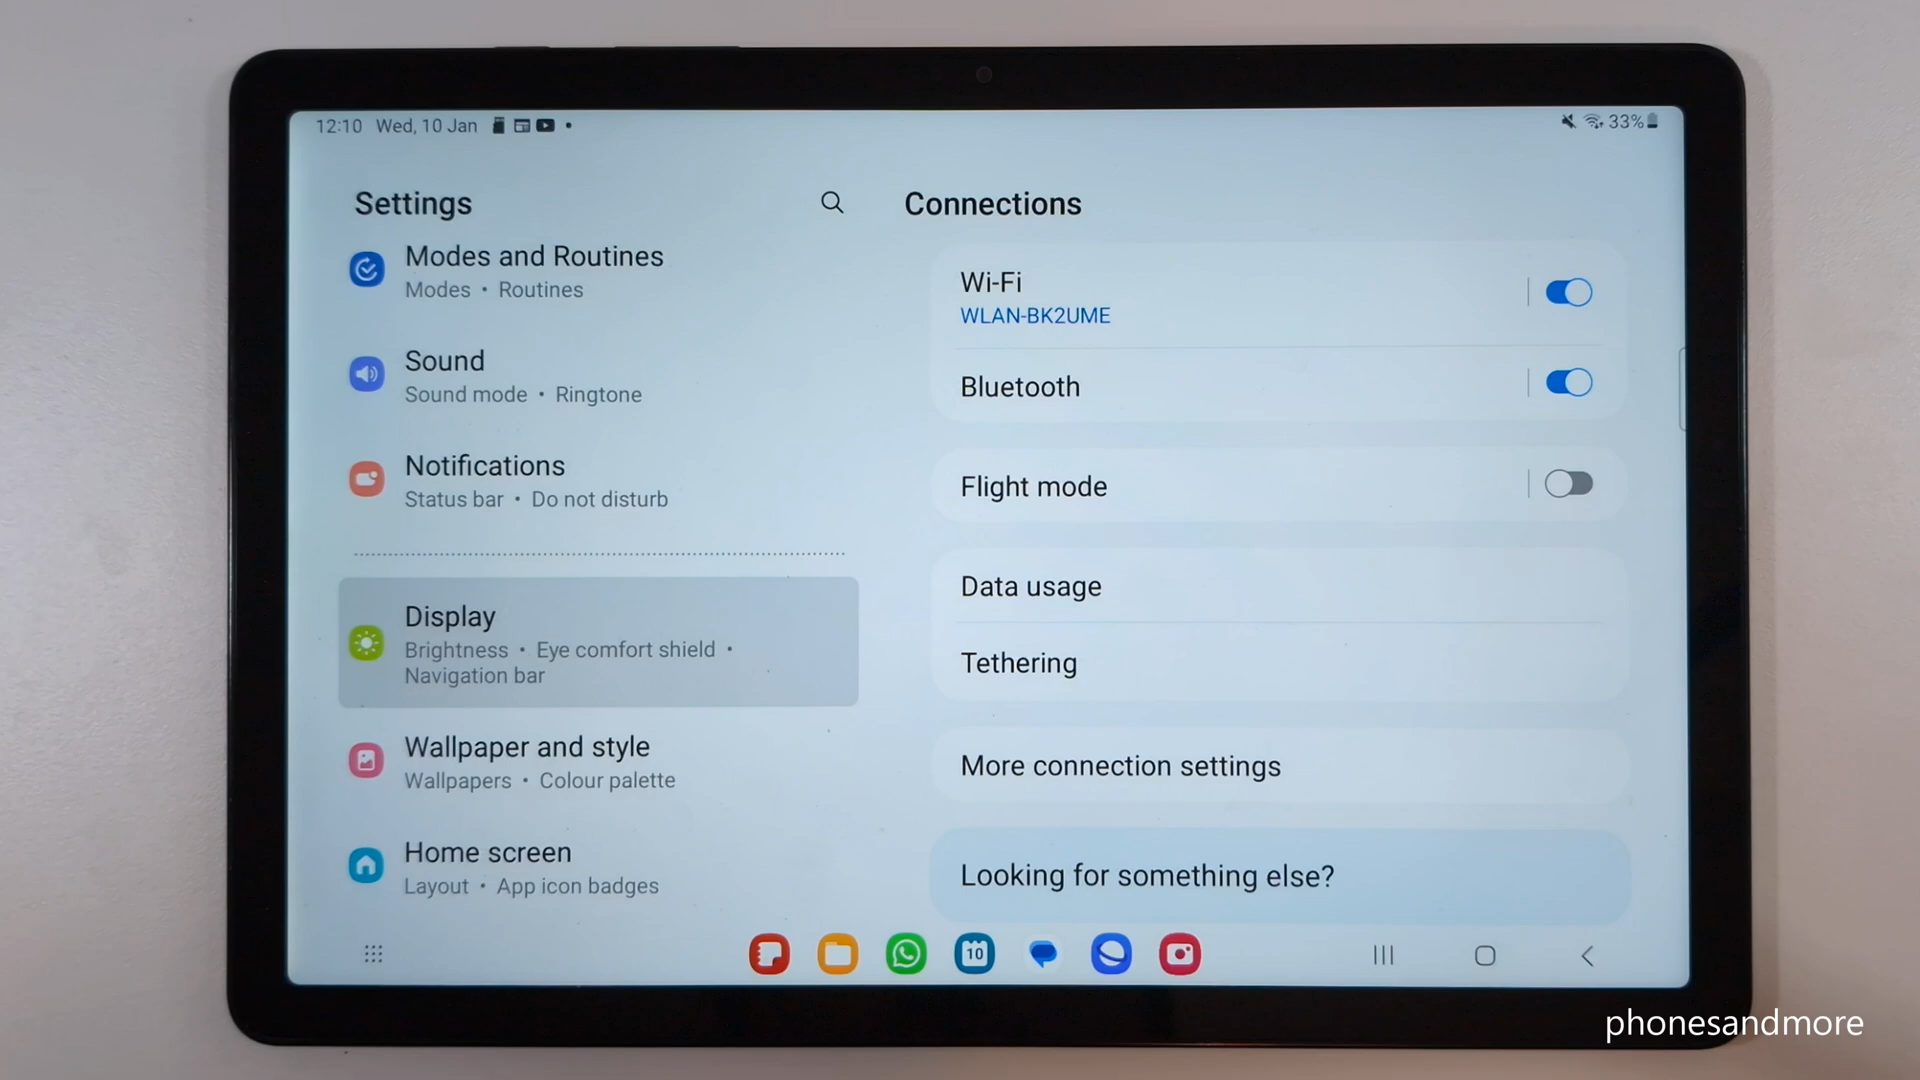 12:10 Wed, 10 Jan
33%
Settings
Modes and Routines
Modes • Routines
Sound
Sound mode • Ringtone
Notifications
Status bar • Do not disturb
Display
Brightness • Eye comfort shield •
Navigation bar
Wallpaper and style
Wallpapers • Colour palette
Home screen
Layout • App icon badges
Connections
Wi-Fi
WLAN-BK2UME
Bluetooth
Flight mode
Data usage
Tethering
More connection settings
Looking for something else?
10
phonesandmore